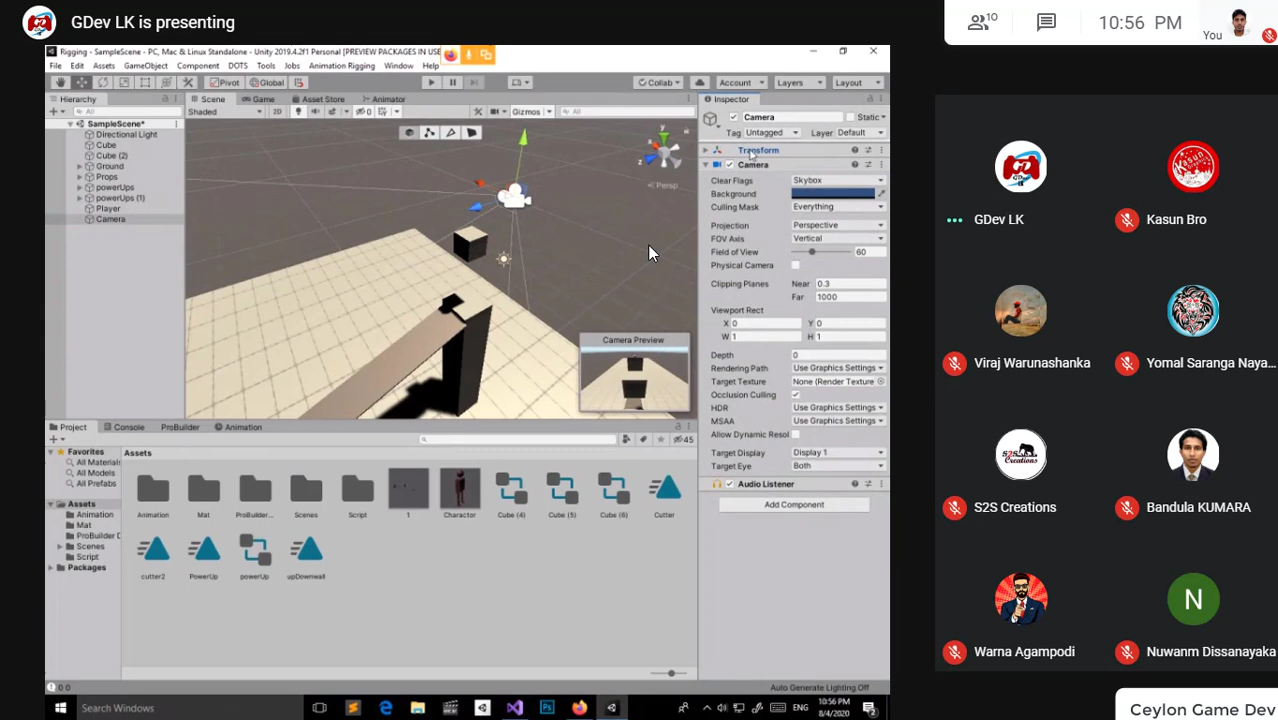 GDev LK is presenting
10
10:56 PM
You
Rigging - SampleScene - PC, Mac & Linux Standalone - Unity 2019.4.2f1 Personal [PREVIEW PACKAGES IN USE
File Edit Assets GameObject Component DOTS Tools Jobs Animation Rigging Window Help
Pivot Global Collab Account Layers Layout
Hierarchy
All
SampleScene*
Directional Light
Cube
Cube (2)
Ground
Props
powerUps
powerUps (1)
Player
Camera
Scene Game Asset Store Animator
Shaded 2D 0 Gizmos All
y
x
z
Persp
Camera Preview
Inspector
Camera Static
Tag Untagged Layer Default
Transform
Camera
Clear Flags Skybox
Background
Culling Mask Everything
Projection Perspective
FOV Axis Vertical
Field of View 60
Physical Camera
Clipping Planes Near 0.3
Far 1000
Viewport Rect
X 0 Y 0
W 1 H 1
Depth 0
Rendering Path Use Graphics Settings
Target Texture None (Render Texture
Occlusion Culling
HDR Use Graphics Settings
MSAA Use Graphics Settings
Allow Dynamic Resol
Target Display Display 1
Target Eye Both
Audio Listener
Add Component
Project Console ProBuilder Animation
45
Favorites
All Materials
All Models
All Prefabs
Assets
Animation
Mat
ProBuilder D
Scenes
Script
Packages
Assets
Animation Mat ProBuilder... Scenes Script 1 Charactor Cube (4) Cube (5) Cube (6) Cutter
cutter2 PowerUp powerUp upDownwall
0 0
Auto Generate Lighting Off
Search Windows
ENG
10:56 PM
8/4/2020
2
GD
LK
GDev LK
Kasun
Kasun Bro
Viraj Warunashanka
Yomal Saranga Naya...
S2S
Creations
S2S Creations
Bandula KUMARA
Warna Agampodi
N
Nuwanm Dissanayaka
Ceylon Game Dev